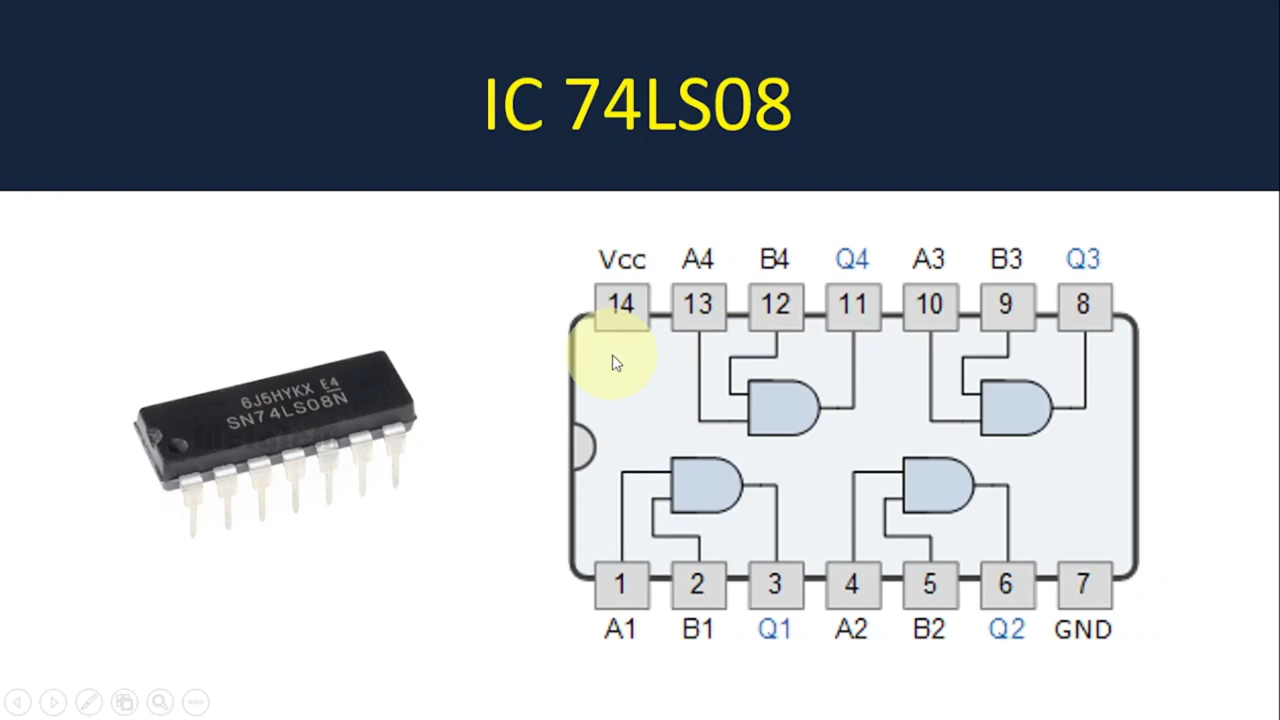 IC 74LS08
6J5HYKX E4
SN74LS08N
Vcc A4 B4 Q4 A3 B3 Q3
14 13 12 11 10 9 8
1 2 3 4 5 6 7
A1 B1 Q1 A2 B2 Q2 GND